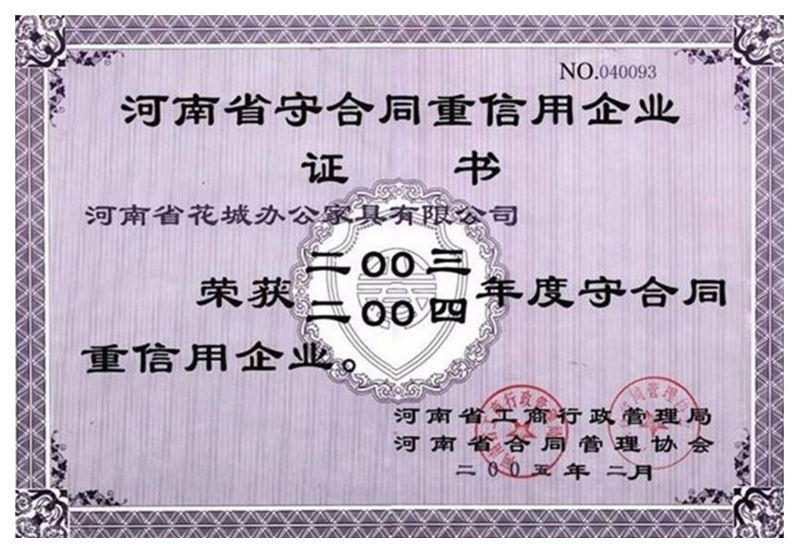 NO.040093
河南省守合同重信用企业
证书
河南省花城办公家具有限公司
二00三
荣获 年度守合同
二00四
重信用企业。
河南省工商行政管理局
河南省合同管理协会
二00五年二月